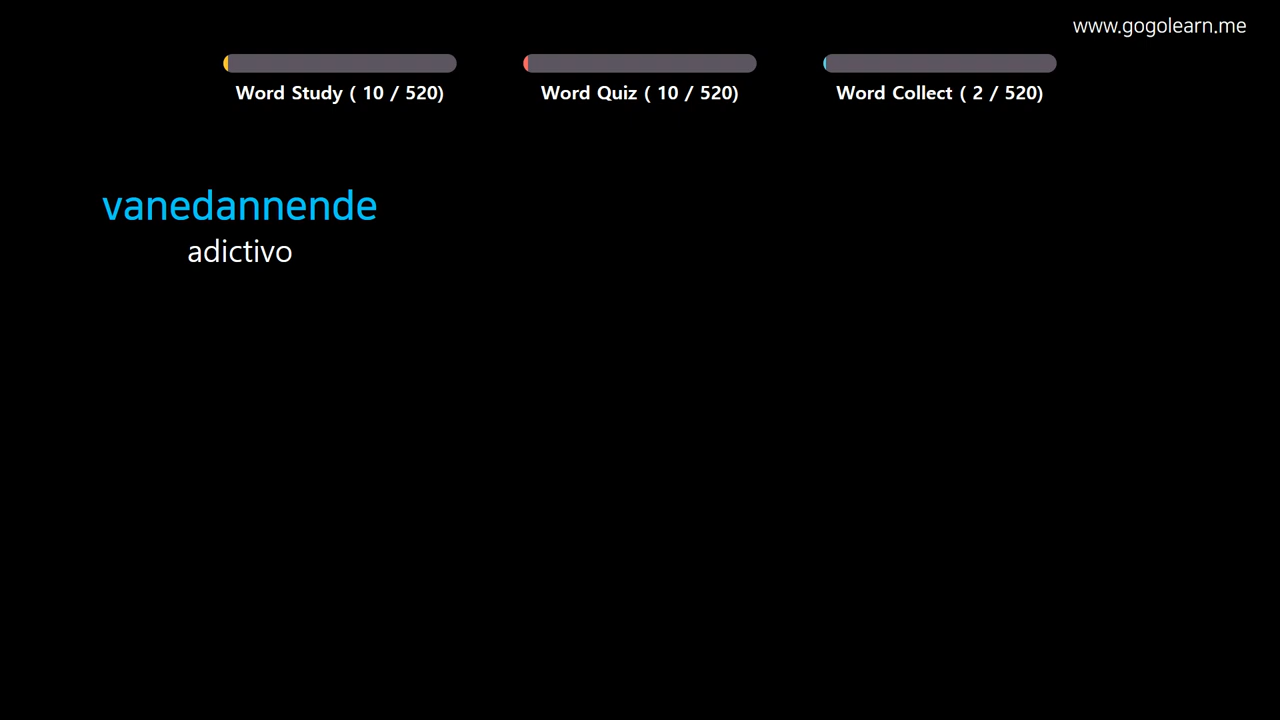 www.gogolearn.me
Word Study ( 10 / 520)
Word Quiz ( 10 / 520)
Word Collect ( 2 / 520)
vanedannende
adictivo